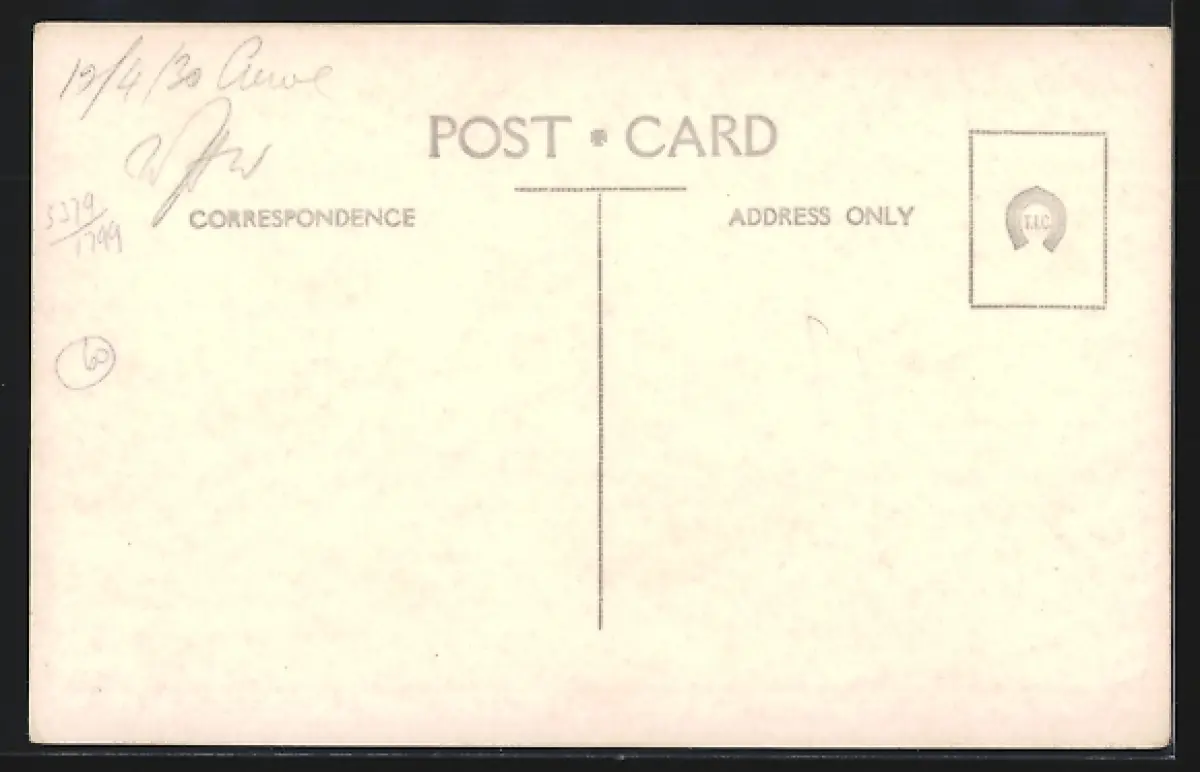 19/4/30 Crewe
POST CARD
5379/1799
CORRESPONDENCE
ADDRESS ONLY
T.I.C.
60